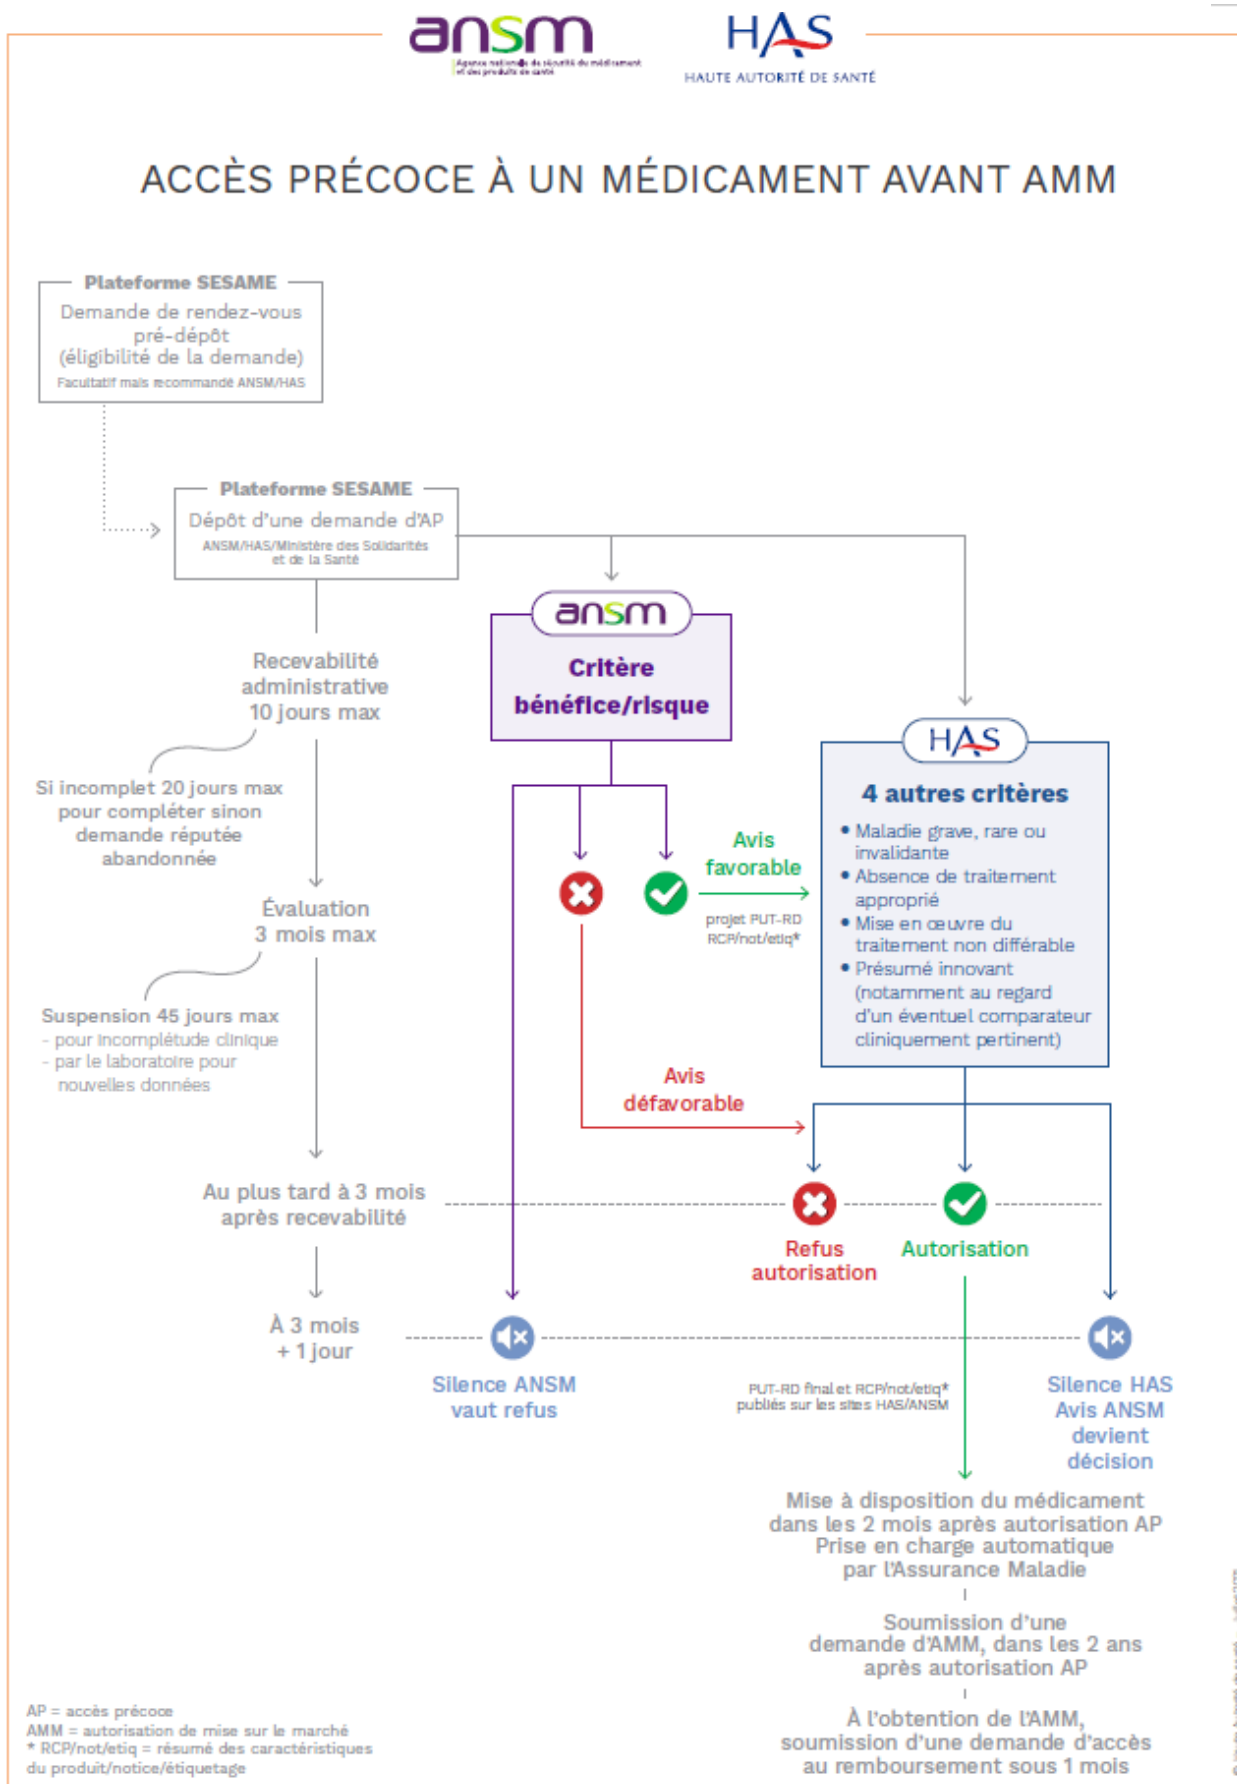 ansm
Agence nationale de sécurité du médicament
et des produits de santé
HAS
HAUTE AUTORITÉ DE SANTÉ
ACCÈS PRÉCOCE À UN MÉDICAMENT AVANT AMM
Plateforme SESAME
Demande de rendez-vous
pré-dépôt
(éligibilité de la demande)
Facultatif mais recommandé ANSM/HAS
Plateforme SESAME
Dépôt d'une demande d'AP
ANSM/HAS/Ministère des Solidarités
et de la Santé
Recevabilité
administrative
10 jours max
Si incomplet 20 jours max
pour compléter sinon
demande réputée
abandonnée
Évaluation
3 mois max
Suspension 45 jours max
- pour incomplétude clinique
- par le laboratoire pour
nouvelles données
Au plus tard à 3 mois
après recevabilité
À 3 mois
+ 1 jour
ansm
Critère
bénéfice/risque
Avis
favorable
projet PUT-RD
RCP/not/etiq*
HAS
4 autres critères
• Maladie grave, rare ou
invalidante
• Absence de traitement
approprié
• Mise en œuvre du
traitement non différable
• Présumé innovant
(notamment au regard
d'un éventuel comparateur
cliniquement pertinent)
Avis
défavorable
Refus
autorisation
Autorisation
Silence ANSM
vaut refus
PUT-RD final et RCP/not/etiq*
publiés sur les sites HAS/ANSM
Silence HAS
Avis ANSM
devient
décision
Mise à disposition du médicament
dans les 2 mois après autorisation AP
Prise en charge automatique
par l'Assurance Maladie
Soumission d'une
demande d'AMM, dans les 2 ans
après autorisation AP
À l'obtention de l'AMM,
soumission d'une demande d'accès
au remboursement sous 1 mois
AP = accès précoce
AMM = autorisation de mise sur le marché
* RCP/not/etiq = résumé des caractéristiques
du produit/notice/étiquetage